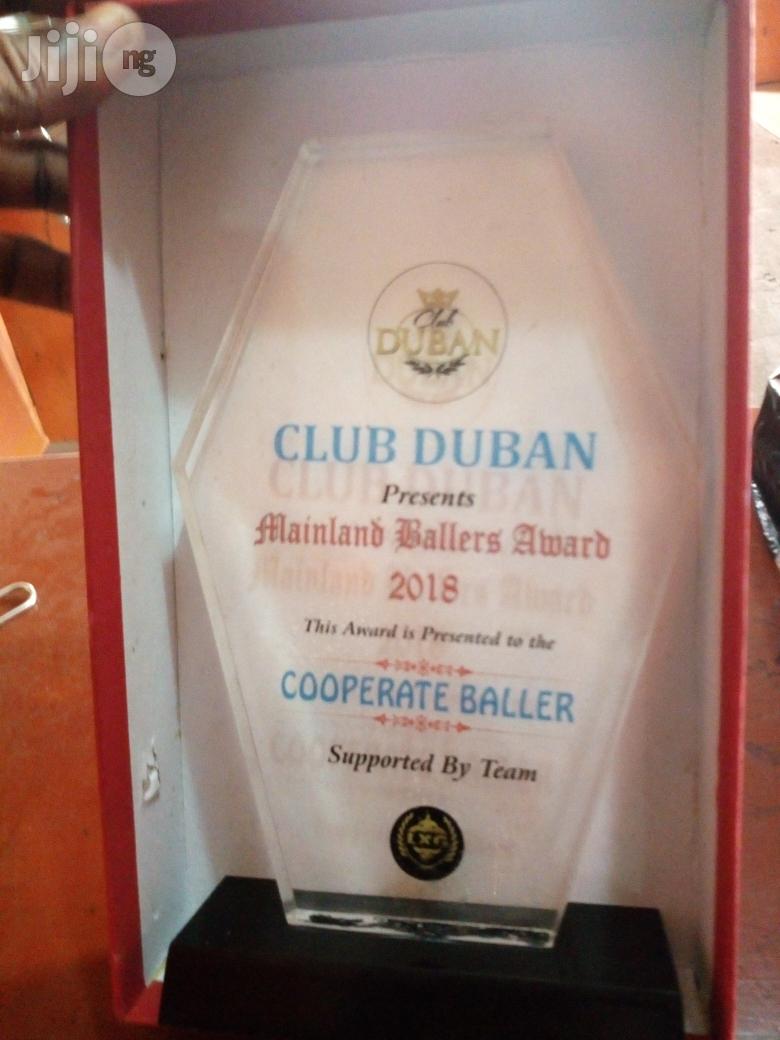 Jiji ng
Club
DUBAN
CLUB DUBAN
Presents
Mainland Ballers Award
2018
This Award is Presented to the
COOPERATE BALLER
Supported By Team